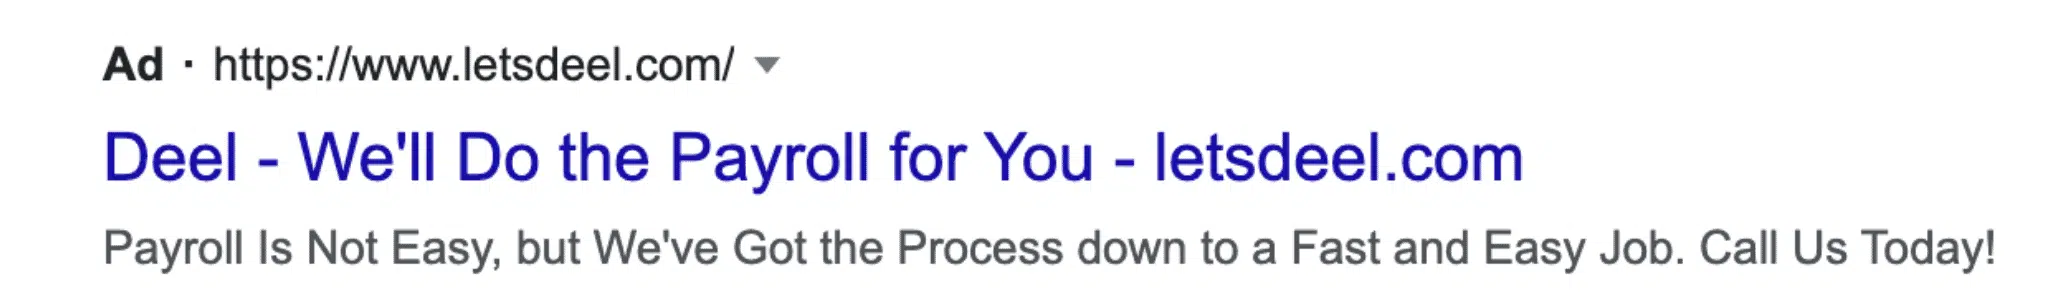 Ad · https://www.letsdeel.com/
Deel - We'll Do the Payroll for You - letsdeel.com
Payroll Is Not Easy, but We've Got the Process down to a Fast and Easy Job. Call Us Today!